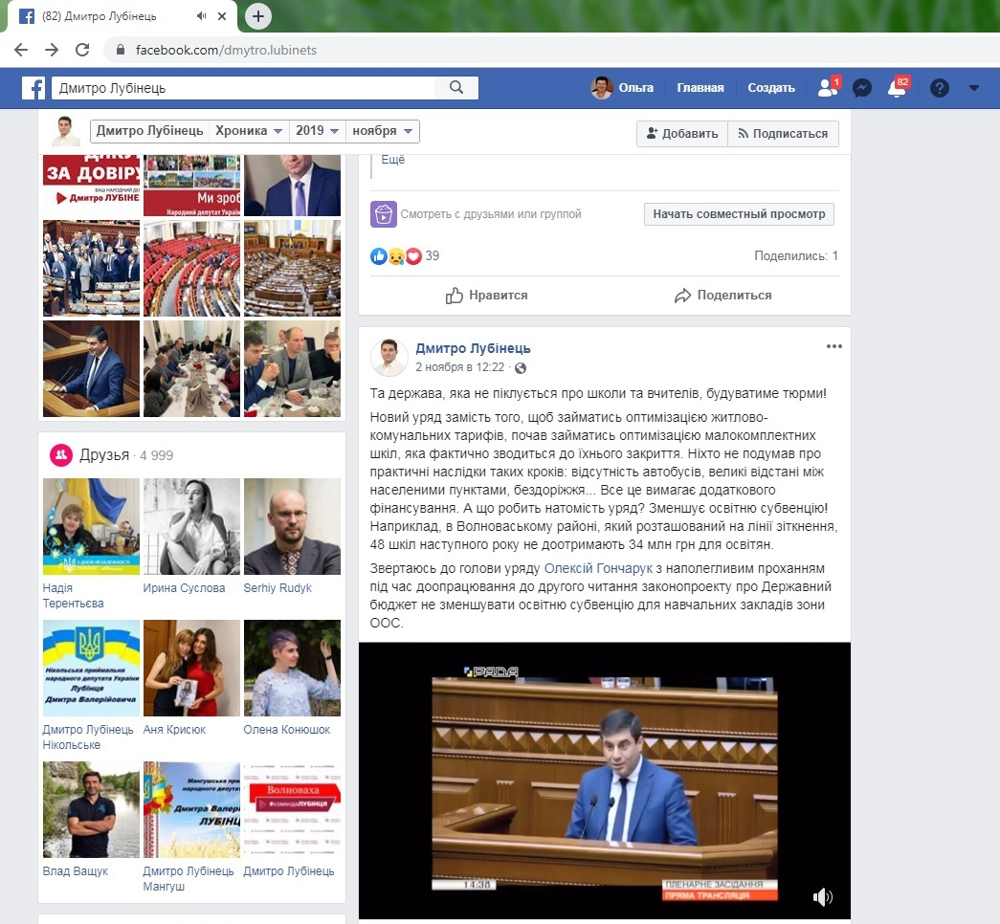 (82) Дмитро Лубінець
facebook.com/dmytro.lubinets
Дмитро Лубінець
Ольга
Главная
Создать
1
82
Дмитро Лубінець
Хроника
2019
ноября
Добавить
Подписаться
ЗА ДОВІРУ
Дмитро ЛУБІНЕ
Народний депутат Украін
Друзья · 4 999
Надія
Терентьєва
Ирина Суслова
Serhiy Rudyk
Нікольська приймальня
народного депутата України
Лубінця
Дмитра Валерійовича
Дмитро Лубінець
Нікольське
Аня Крисюк
Олена Конюшок
Волноваха
#КОМАНДАЛУБІНЦЯ
Влад Ващук
Дмитро Лубінець
Мангуш
Дмитро Лубінець
Ещё
Смотреть с друзьями или группой
Начать совместный просмотр
39
Поделились: 1
Нравится
Поделиться
Дмитро Лубінець
2 ноября в 12:22 ·
Та держава, яка не піклується про школи та вчителів, будуватиме тюрми!
Новий уряд замість того, щоб займатись оптимізацією житлово-
комунальних тарифів, почав займатись оптимізацією малокомплектних
шкіл, яка фактично зводиться до їхнього закриття. Ніхто не подумав про
практичні наслідки таких кроків: відсутність автобусів, великі відстані між
населеними пунктами, бездоріжжя... Все це вимагає додаткового
фінансування. А що робить натомість уряд? Зменшує освітню субвенцію!
Наприклад, в Волноваському районі, який розташований на лінії зіткнення,
48 шкіл наступного року не доотримають 34 млн грн для освітян.
Звертаюсь до голови уряду Олексій Гончарук з наполегливим проханням
під час доопрацювання до другого читання законопроекту про Державний
бюджет не зменшувати освітню субвенцію для навчальних закладів зони
ООС.
РАДА
14:38
ПЛЕНАРНЕ ЗАСІДАННЯ
ПРЯМА ТРАНСЛЯЦІЯ